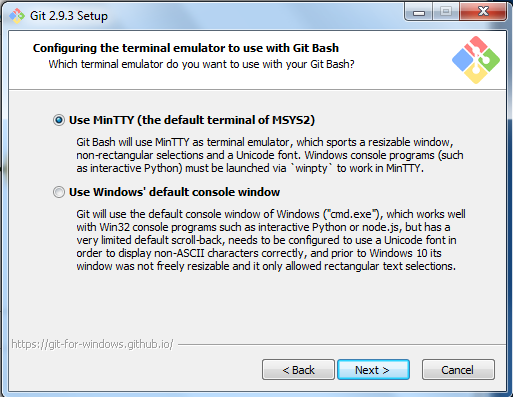 Git 2.9.3 Setup
Configuring the terminal emulator to use with Git Bash
Which terminal emulator do you want to use with your Git Bash?
Use MinTTY (the default terminal of MSYS2)
Git Bash will use MinTTY as terminal emulator, which sports a resizable window,
non-rectangular selections and a Unicode font. Windows console programs (such
as interactive Python) must be launched via `winpty` to work in MinTTY.
Use Windows' default console window
Git will use the default console window of Windows ("cmd.exe"), which works well
with Win32 console programs such as interactive Python or node.js, but has a
very limited default scroll-back, needs to be configured to use a Unicode font in
order to display non-ASCII characters correctly, and prior to Windows 10 its
window was not freely resizable and it only allowed rectangular text selections.
https://git-for-windows.github.io/
< Back
Next >
Cancel